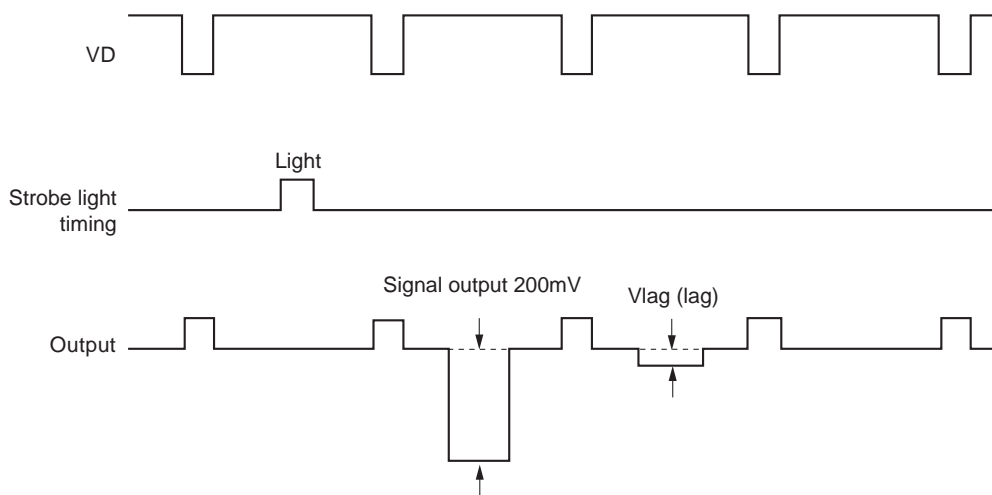 VD
Light
Strobe light
timing
Signal output 200mV
Vlag (lag)
Output